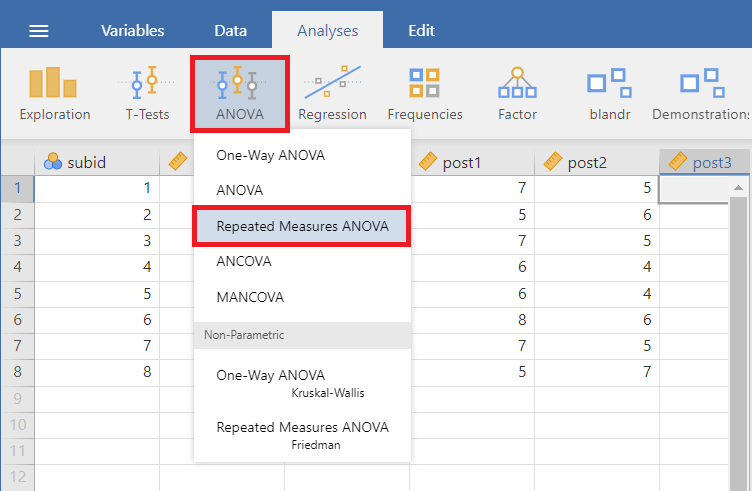 Variables Data Analyses Edit
Exploration T-Tests ANOVA Regression Frequencies Factor blandr Demonstrations
One-Way ANOVA
ANOVA
Repeated Measures ANOVA
ANCOVA
MANCOVA
Non-Parametric
One-Way ANOVA
Kruskal-Wallis
Repeated Measures ANOVA
Friedman
subid post1 post2 post3
1 1 7 5
2 2 5 6
3 3 7 5
4 4 6 4
5 5 6 4
6 6 8 6
7 7 7 5
8 8 5 7
9
10
11
12